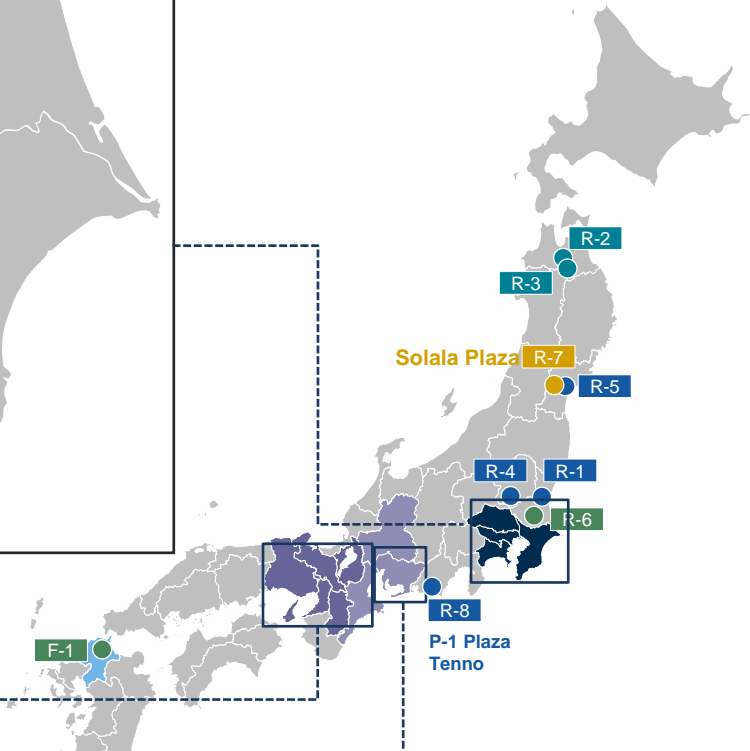 R-2
R-3
Solala Plaza R-7
R-5
R-4
R-1
R-6
R-8
P-1 Plaza
Tenno
F-1